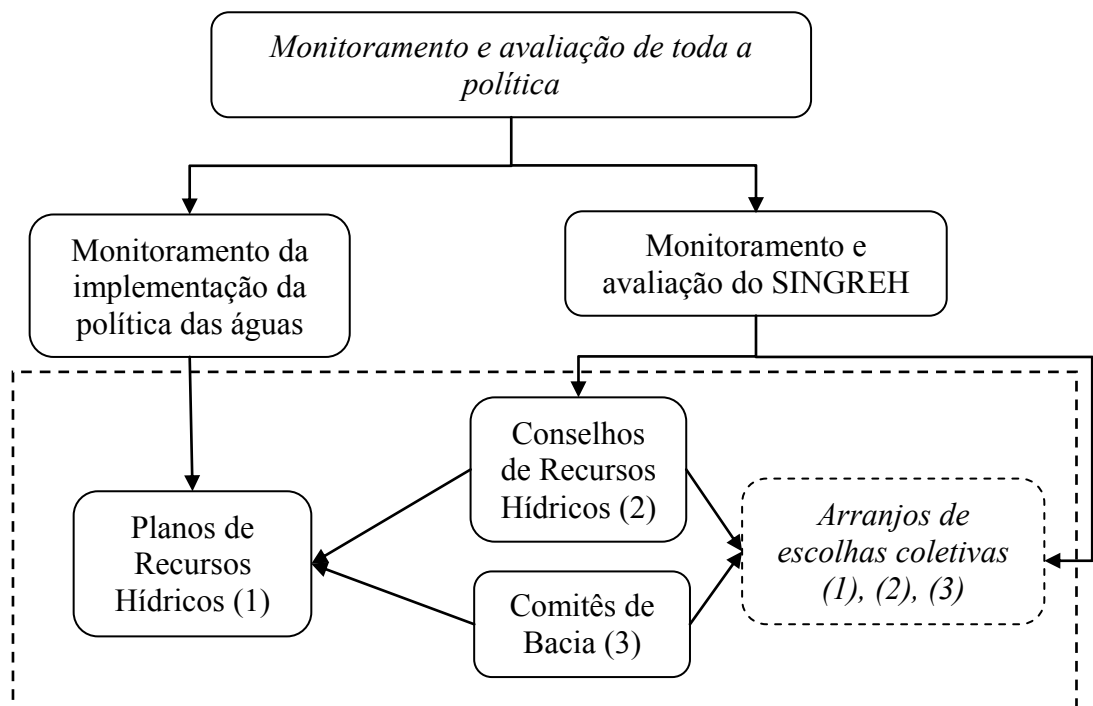 Monitoramento e avaliação de toda a
política
Monitoramento da
implementação da
política das águas
Monitoramento e
avaliação do SINGREH
Conselhos
de Recursos
Hídricos (2)
Planos de
Recursos
Hídricos (1)
Comitês de
Bacia (3)
Arranjos de
escolhas coletivas
(1), (2), (3)